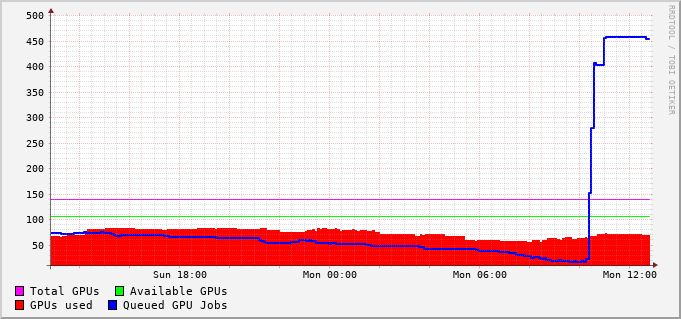 500
450
400
350
300
250
200
150
100
50
Sun 18:00 Mon 00:00 Mon 06:00 Mon 12:00
Total GPUs Available GPUs
GPUs used Queued GPU Jobs
RRDTOOL / TOBI OETIKER